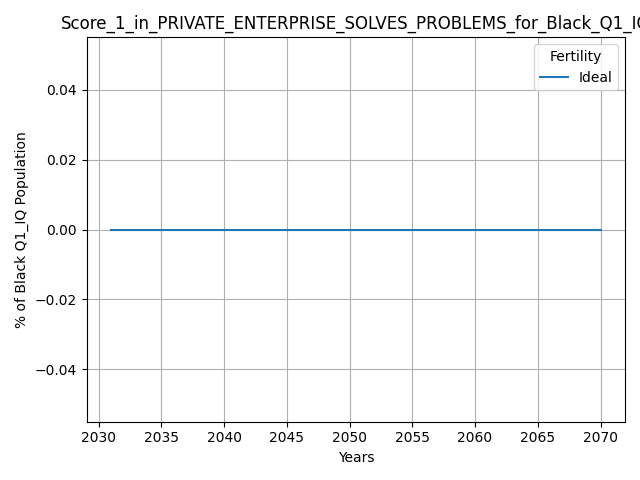 Score_1_in_PRIVATE_ENTERPRISE_SOLVES_PROBLEMS_for_Black_Q1_IQ
Fertility
Ideal
0.04
0.02
0.00
−0.02
−0.04
% of Black Q1_IQ Population
2030 2035 2040 2045 2050 2055 2060 2065 2070
Years